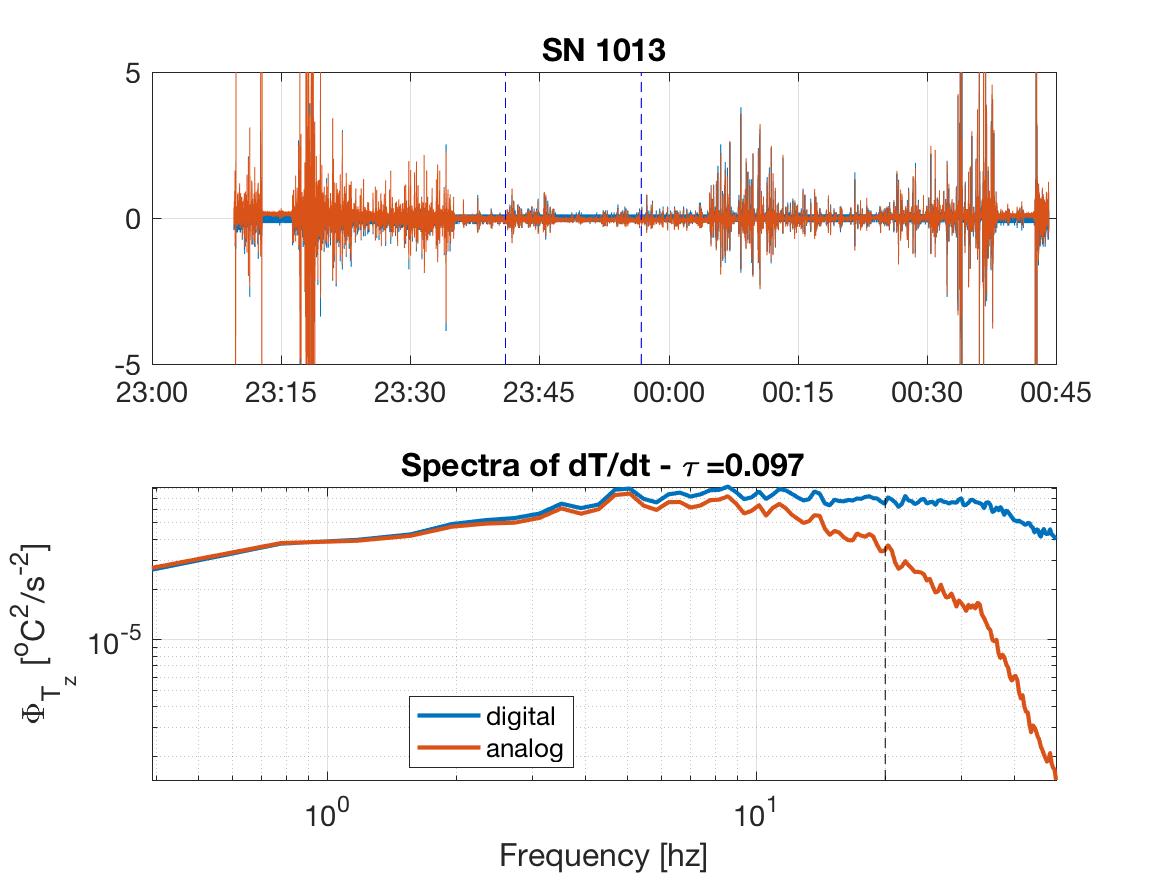 SN 1013
5
0
-5
23:00 23:15 23:30 23:45 00:00 00:15 00:30 00:45
Spectra of dT/dt - τ =0.097
Φ_{T_z} [°C²/s⁻²]
10⁻⁵
digital
analog
10⁰ 10¹
Frequency [hz]